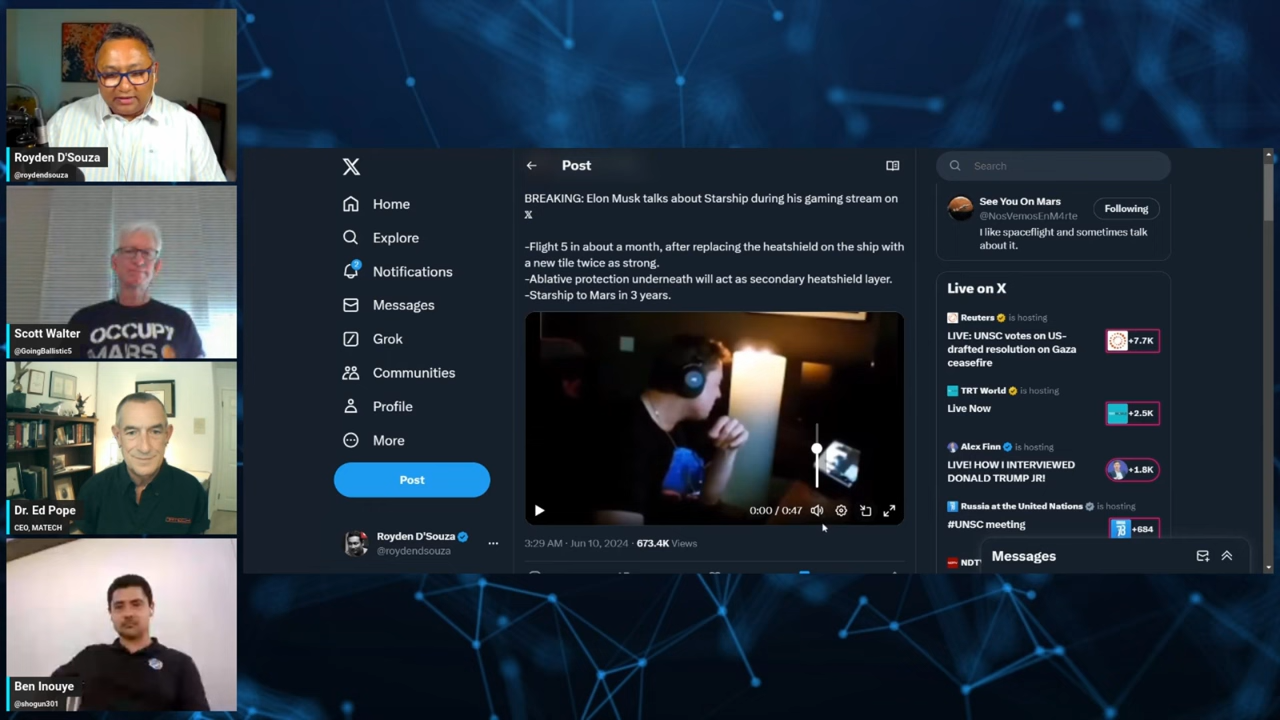 Royden D'Souza
@roydendsouza
OCCUPY
MARS
Scott Walter
@GoingBallistic5
Dr. Ed Pope
CEO, MATECH
Ben Inouye
@shogun301
X
Home
Explore
2
Notifications
Messages
Grok
Communities
Profile
More
Post
Royden D'Souza
@roydendsouza
Post
BREAKING: Elon Musk talks about Starship during his gaming stream on
𝕏
-Flight 5 in about a month, after replacing the heatshield on the ship with
a new tile twice as strong.
-Ablative protection underneath will act as secondary heatshield layer.
-Starship to Mars in 3 years.
0:00 / 0:47
3:29 AM · Jun 10, 2024 · 673.4K Views
Search
See You On Mars
@NosVemosEnM4rte
Following
I like spaceflight and sometimes talk
about it.
Live on X
Reuters is hosting
LIVE: UNSC votes on US-
drafted resolution on Gaza
ceasefire
+7.7K
TRT World is hosting
Live Now
+2.5K
Alex Finn is hosting
LIVE! HOW I INTERVIEWED
DONALD TRUMP JR!
+1.8K
Russia at the United Nations is hosting
#UNSC meeting
+684
NDT
Messages